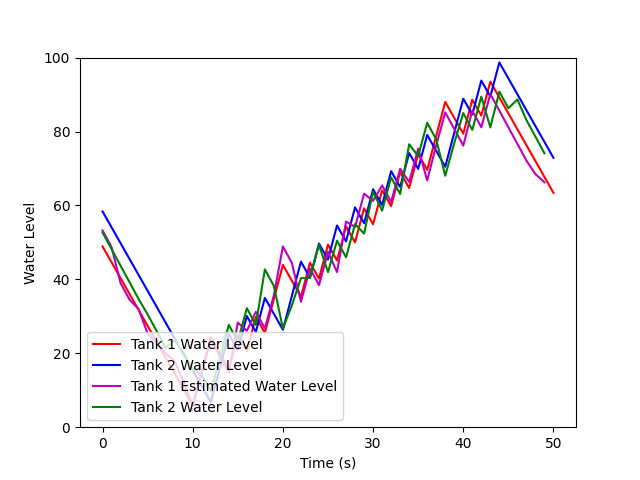 100
80
60
40
20
0
Water Level
Tank 1 Water Level
Tank 2 Water Level
Tank 1 Estimated Water Level
Tank 2 Water Level
0 10 20 30 40 50
Time (s)